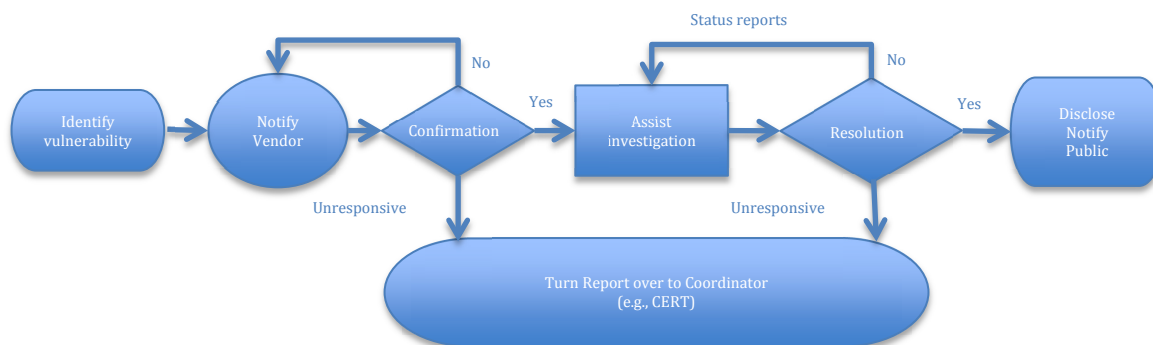 Status reports
No
No
Identify
vulnerability
Notify
Vendor
Confirmation
Yes
Assist
investigation
Resolution
Yes
Disclose
Notify
Public
Unresponsive
Unresponsive
Turn Report over to Coordinator
(e.g., CERT)